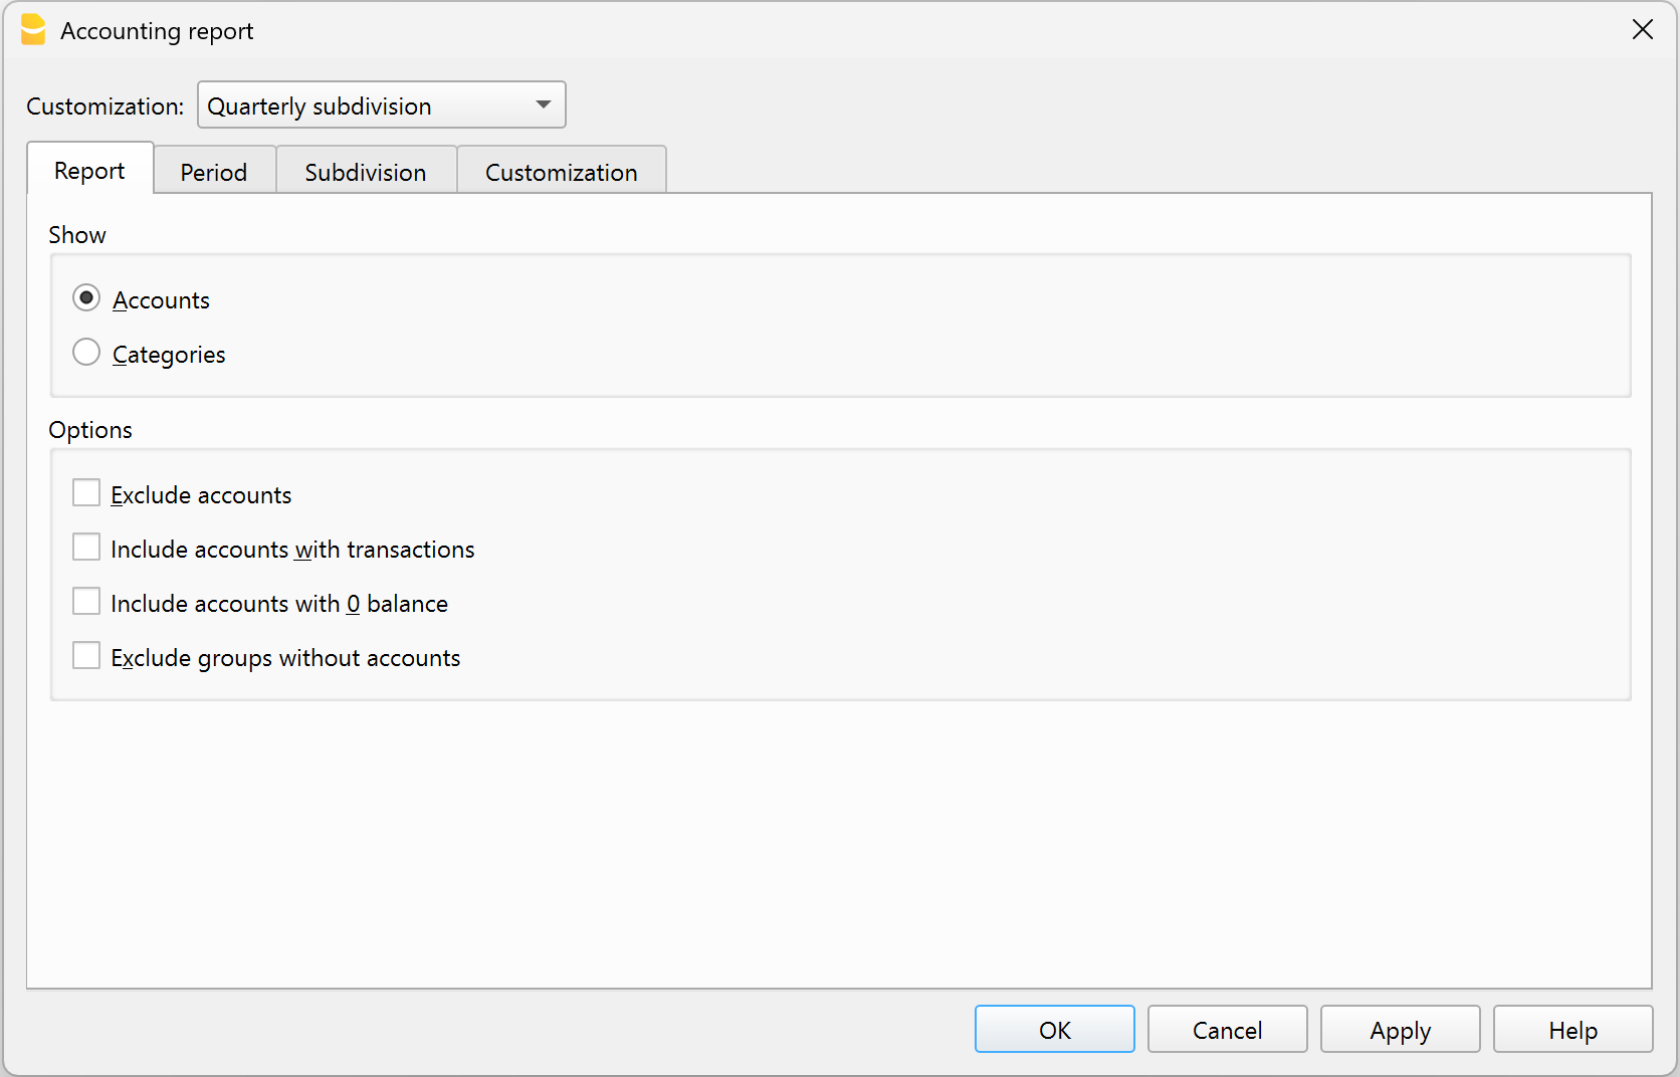 Accounting report
Customization: Quarterly subdivision
Report Period Subdivision Customization
Show
Accounts
Categories
Options
Exclude accounts
Include accounts with transactions
Include accounts with 0 balance
Exclude groups without accounts
OK Cancel Apply Help